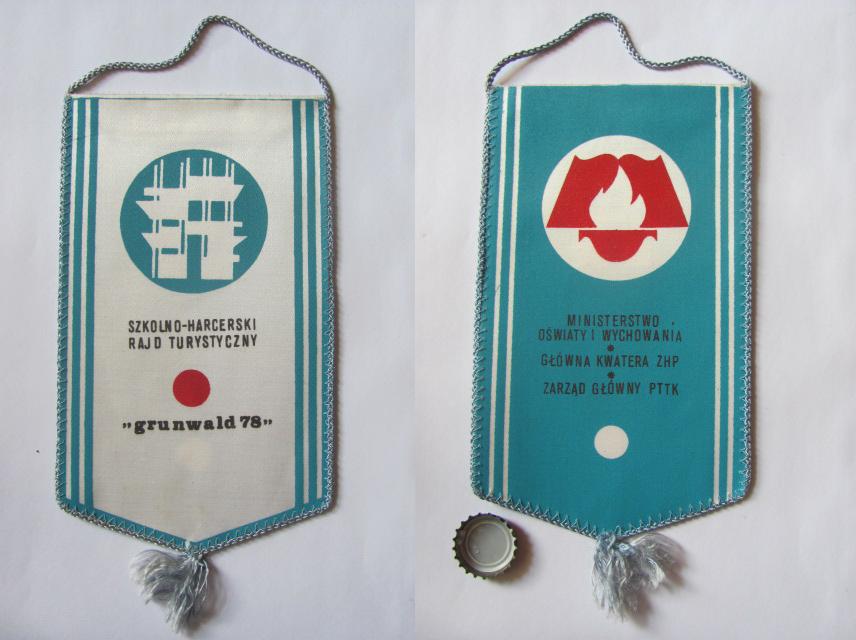 SZKOLNO-HARCERSKI
RAJD TURYSTYCZNY
„grunwald 78”
MINISTERSTWO
OŚWIATY I WYCHOWANIA
GŁÓWNA KWATERA ZHP
ZARZĄD GŁÓWNY PTTK